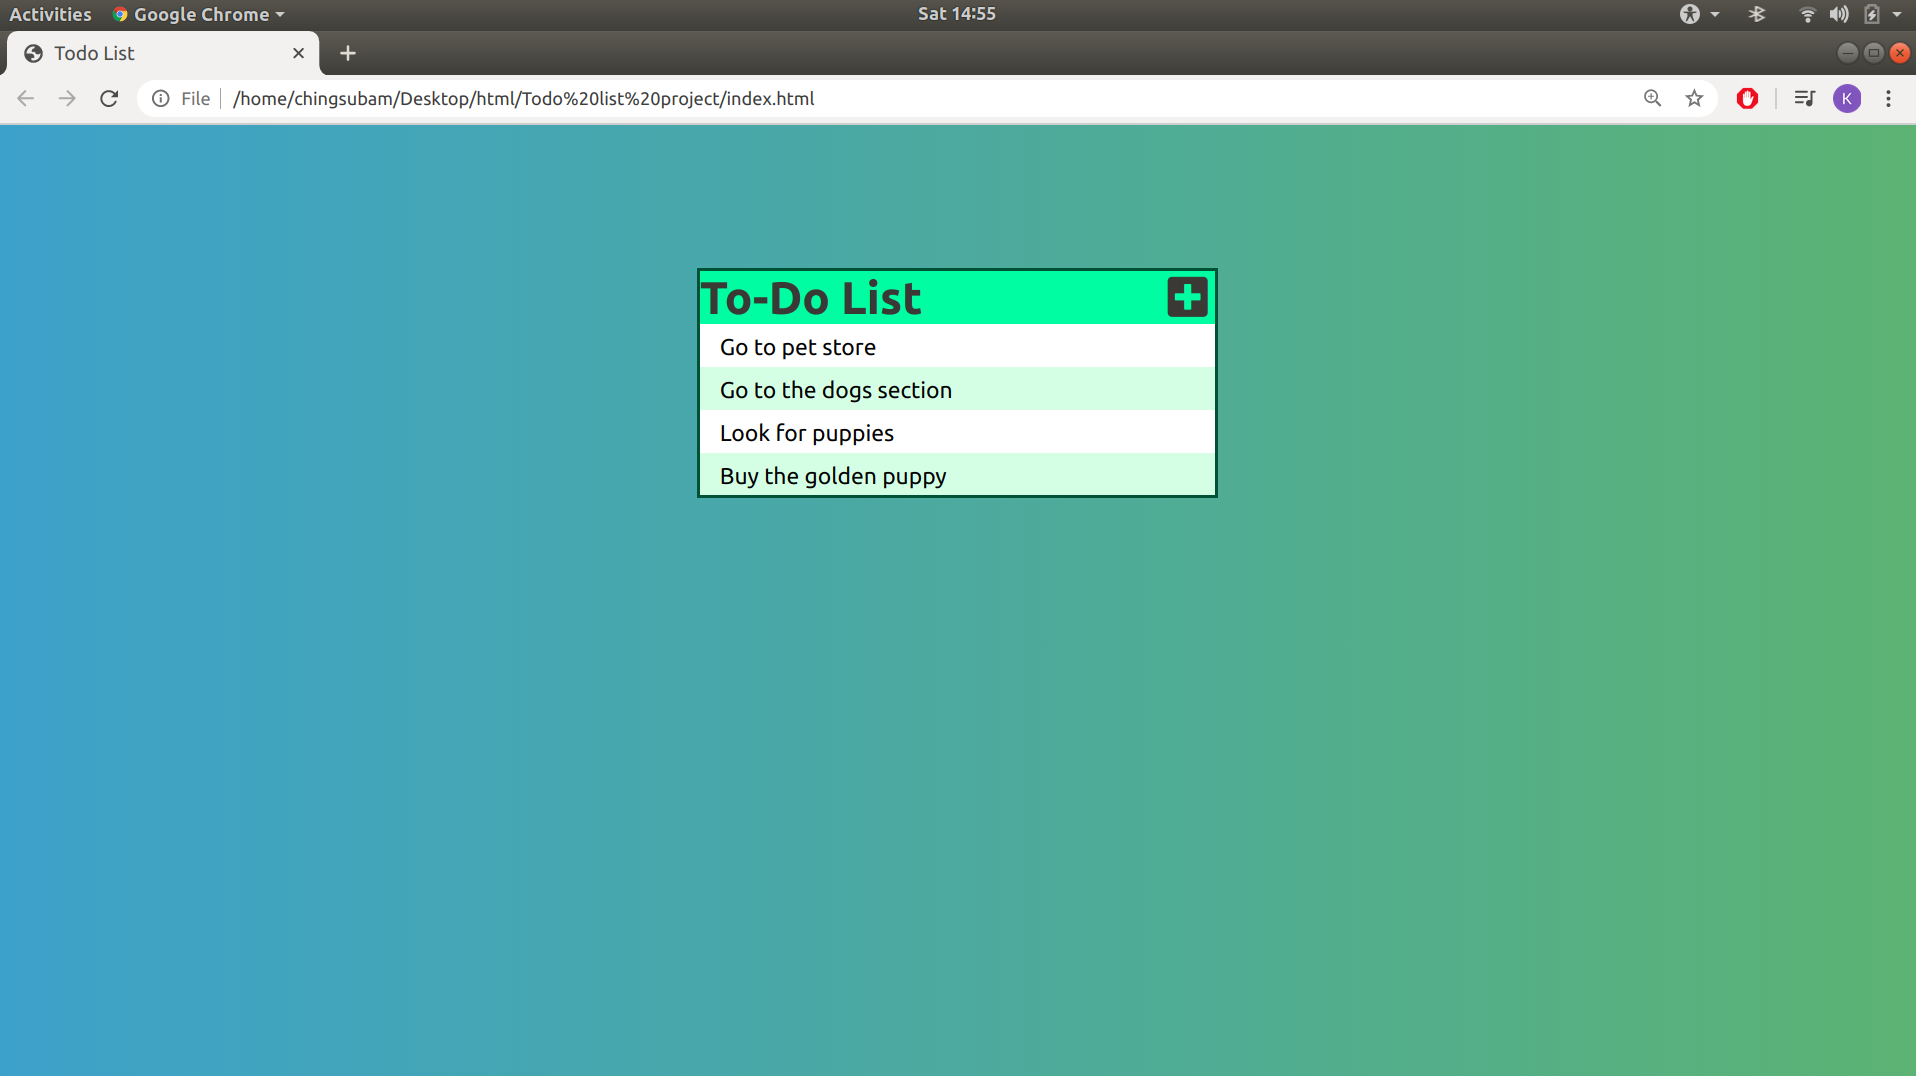 Activities Google Chrome Sat 14:55
Todo List
File /home/chingsubam/Desktop/html/Todo%20list%20project/index.html K
To-Do List
Go to pet store
Go to the dogs section
Look for puppies
Buy the golden puppy